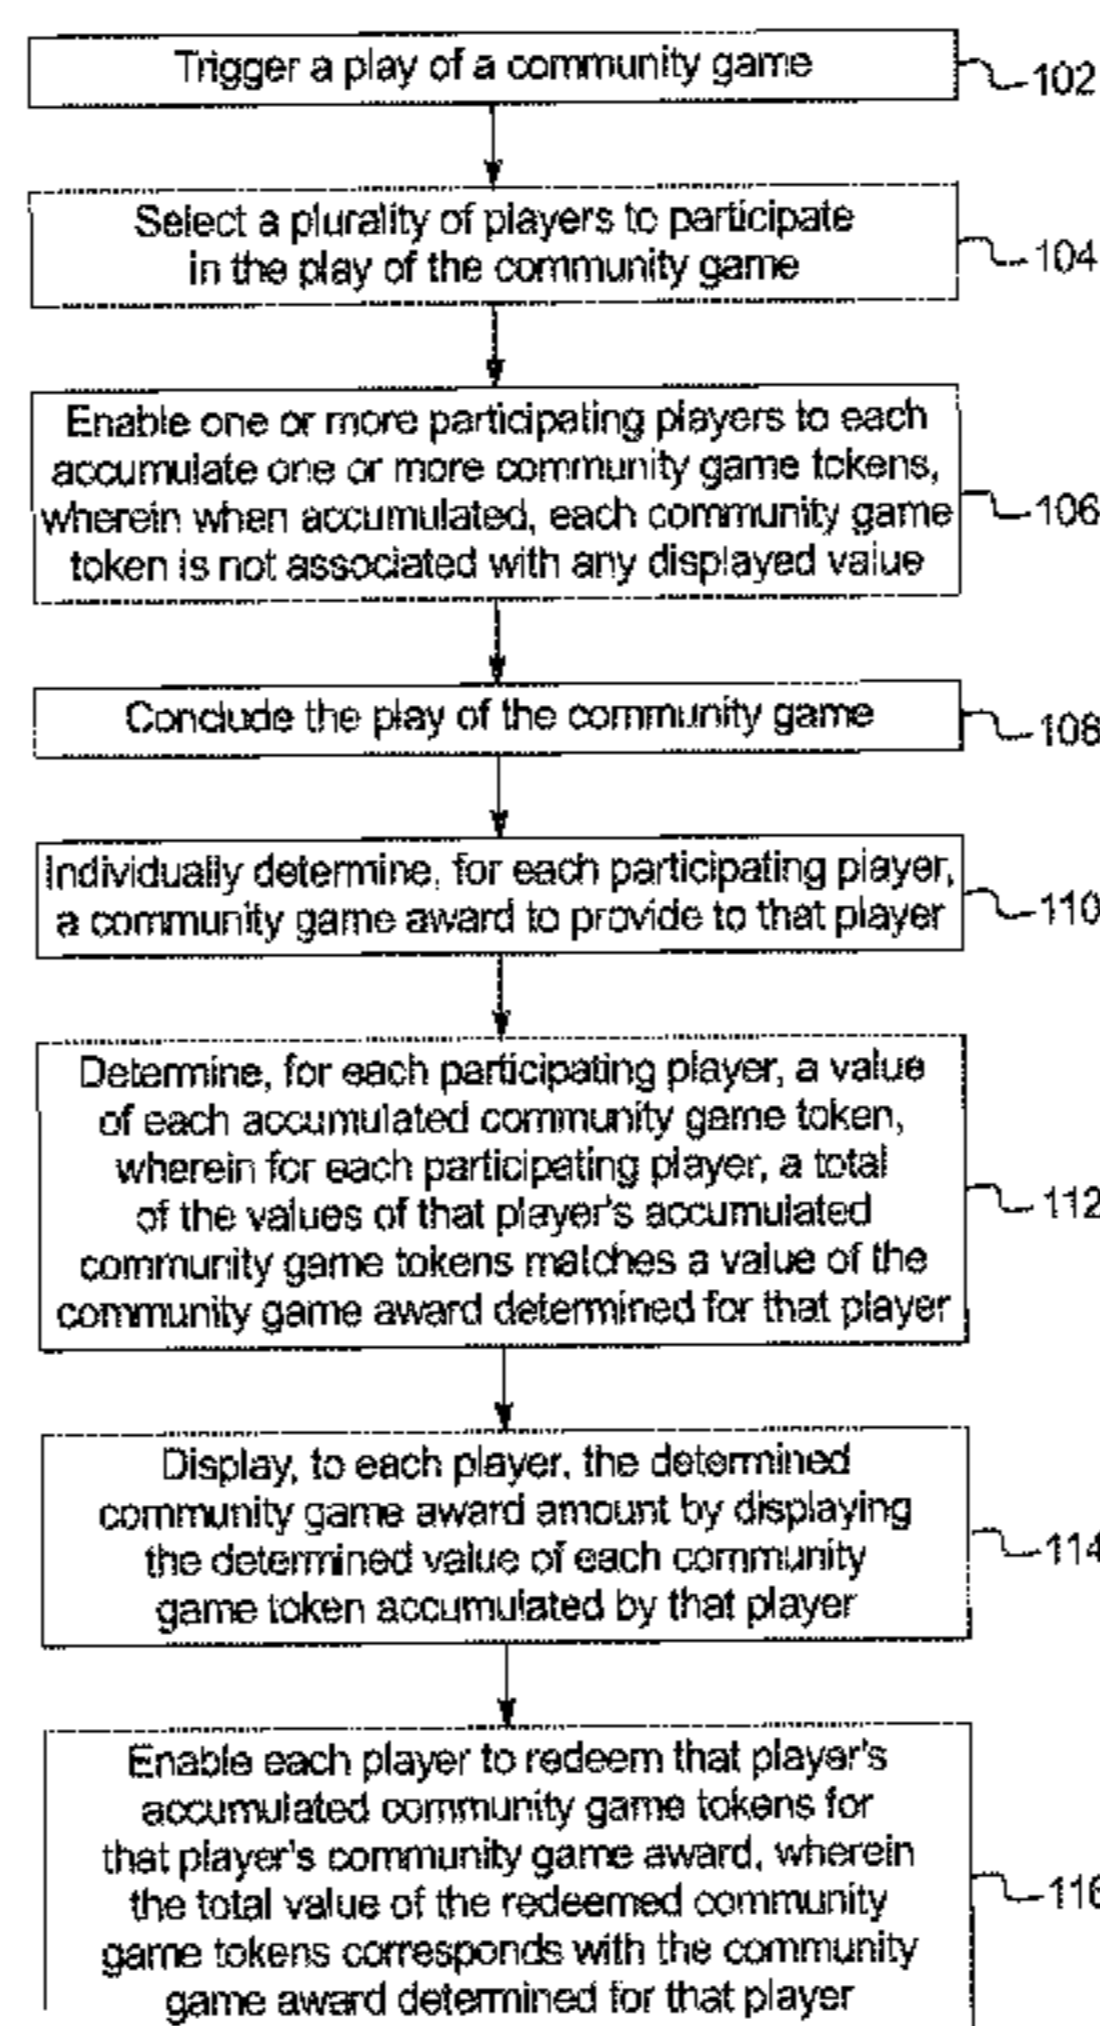 Trigger a play of a community game
102
Select a plurality of players to participate
in the play of the community game
104
Enable one or more participating players to each
accumulate one or more community game tokens,
wherein when accumulated, each community game
token is not associated with any displayed value
106
Conclude the play of the community game
108
Individually determine, for each participating player,
a community game award to provide to that player
110
Determine, for each participating player, a value
of each accumulated community game token,
wherein for each participating player, a total
of the values of that player's accumulated
community game tokens matches a value of the
community game award determined for that player
112
Display, to each player, the determined
community game award amount by displaying
the determined value of each community
game token accumulated by that player
114
Enable each player to redeem that player's
accumulated community game tokens for
that player's community game award, wherein
the total value of the redeemed community
game tokens corresponds with the community
game award determined for that player
116